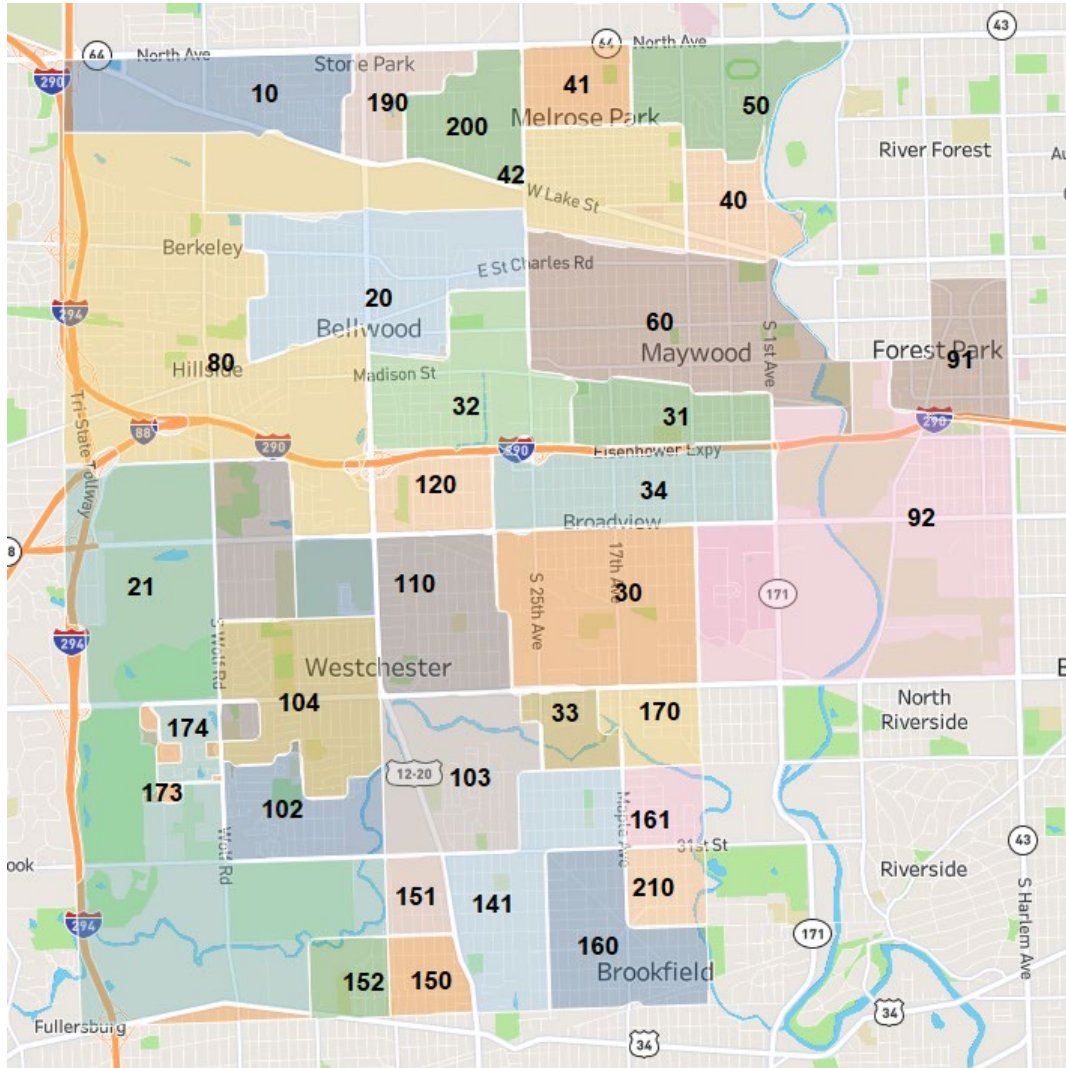 43
64
North Ave
64
North Ave
290
Stone Park
10
190
41
50
Melrose Park
200
River Forest
42
W Lake St
40
Berkeley
E St Charles Rd
20
294
Bellwood
60
S 1st Ave
Maywood
Forest Park
91
80
Hillside
Madison St
32
31
Tri-State Tollway
88
290
290
290
Eisenhower Expy
120
34
Broadview
92
8
21
110
S 25th Ave
17th Ave
30
171
294
S Wolf Rd
Westchester
104
North
Riverside
174
33
170
12-20
103
173
102
Maple Ave
161
31st St
ook
Wolf Rd
Riverside
43
S Harlem Ave
151
141
210
294
171
160
152
150
Brookfield
Fullersburg
34
34